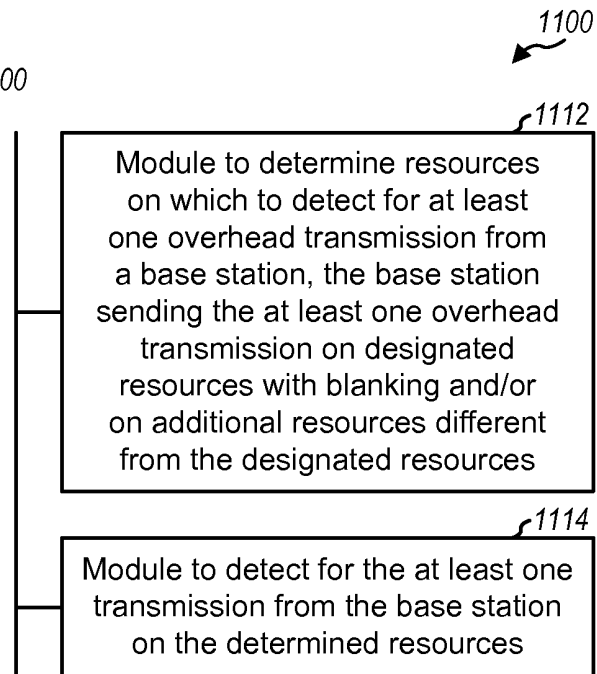 1100
00
1112
Module to determine resources
on which to detect for at least
one overhead transmission from
a base station, the base station
sending the at least one overhead
transmission on designated
resources with blanking and/or
on additional resources different
from the designated resources
1114
Module to detect for the at least one
transmission from the base station
on the determined resources